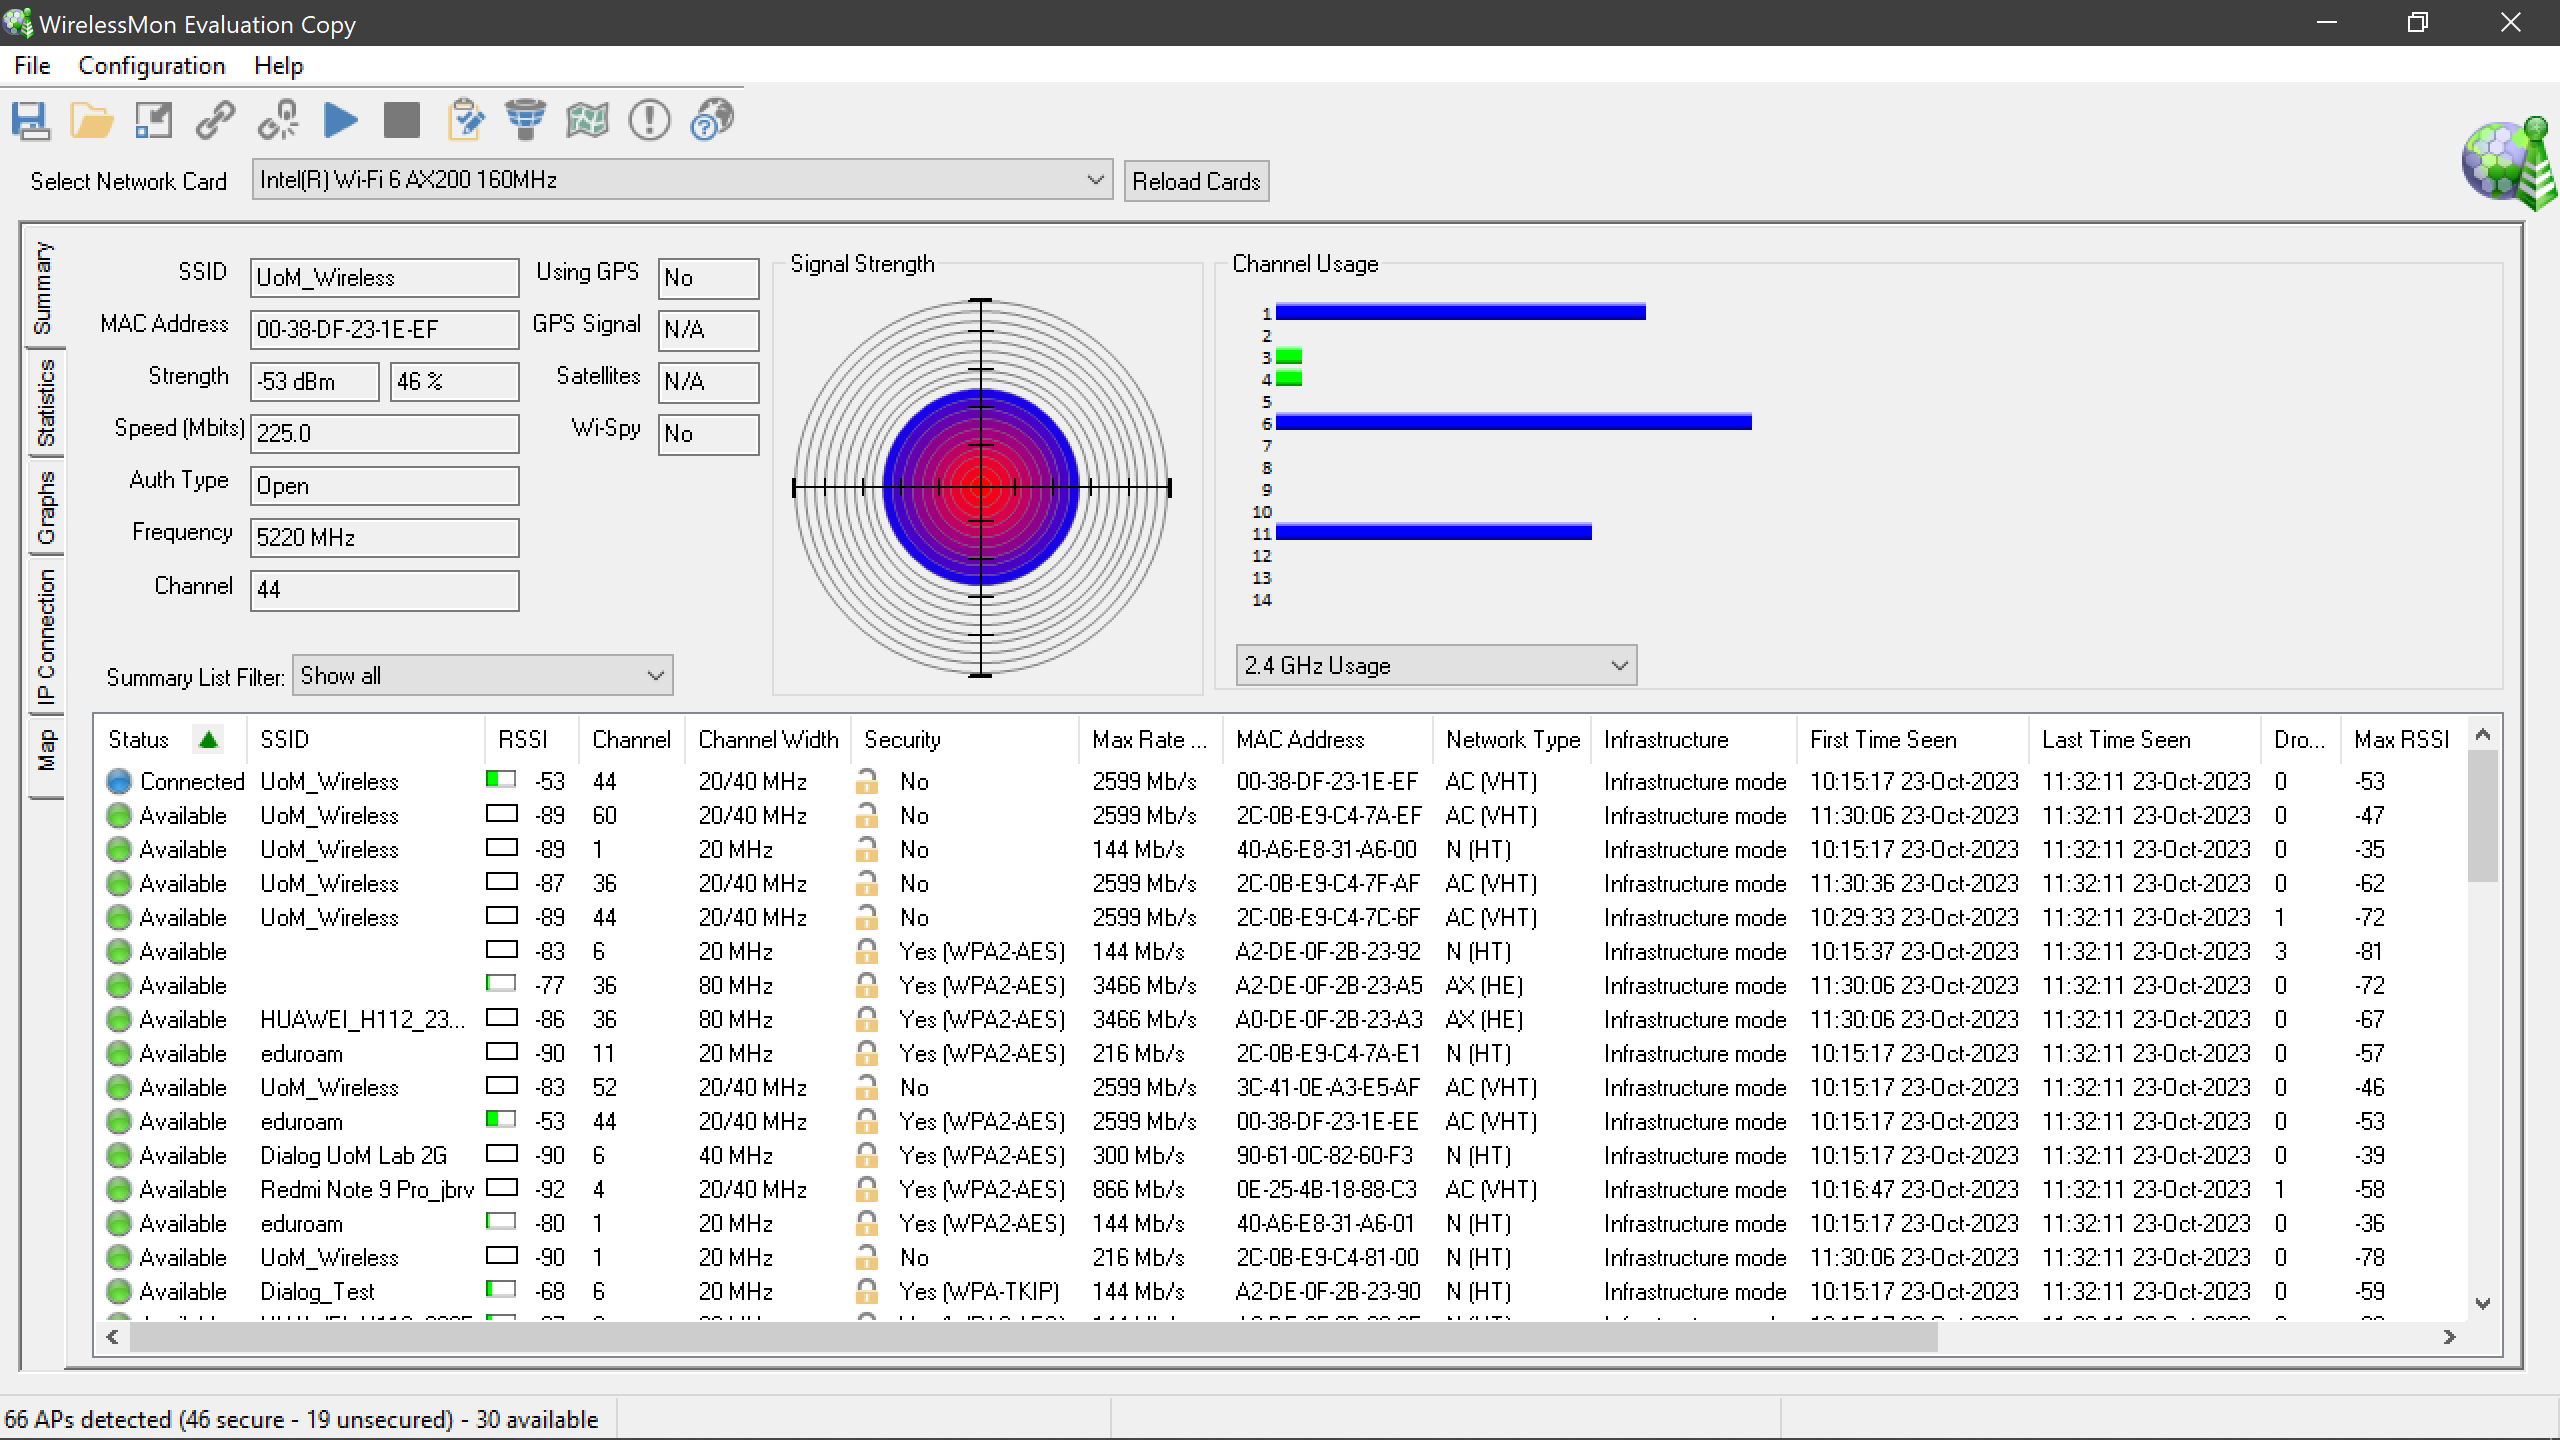 WirelessMon Evaluation Copy
File Configuration Help
Select Network Card Intel(R) Wi-Fi 6 AX200 160MHz Reload Cards
Summary
Statistics
Graphs
IP Connection
Map
SSID UoM_Wireless Using GPS No
MAC Address 00-38-DF-23-1E-EF GPS Signal N/A
Strength -53 dBm 46 % Satellites N/A
Speed (Mbits) 225.0 Wi-Spy No
Auth Type Open
Frequency 5220 MHz
Channel 44
Summary List Filter: Show all
Signal Strength
Channel Usage
1
2
3
4
5
6
7
8
9
10
11
12
13
14
2.4 GHz Usage
Status SSID RSSI Channel Channel Width Security Max Rate ... MAC Address Network Type Infrastructure First Time Seen Last Time Seen Dro... Max RSSI
Connected UoM_Wireless -53 44 20/40 MHz No 2599 Mb/s 00-38-DF-23-1E-EF AC (VHT) Infrastructure mode 10:15:17 23-Oct-2023 11:32:11 23-Oct-2023 0 -53
Available UoM_Wireless -89 60 20/40 MHz No 2599 Mb/s 2C-0B-E9-C4-7A-EF AC (VHT) Infrastructure mode 11:30:06 23-Oct-2023 11:32:11 23-Oct-2023 0 -47
Available UoM_Wireless -89 1 20 MHz No 144 Mb/s 40-A6-E8-31-A6-00 N (HT) Infrastructure mode 10:15:17 23-Oct-2023 11:32:11 23-Oct-2023 0 -35
Available UoM_Wireless -87 36 20/40 MHz No 2599 Mb/s 2C-0B-E9-C4-7F-AF AC (VHT) Infrastructure mode 11:30:36 23-Oct-2023 11:32:11 23-Oct-2023 0 -62
Available UoM_Wireless -89 44 20/40 MHz No 2599 Mb/s 2C-0B-E9-C4-7C-6F AC (VHT) Infrastructure mode 10:29:33 23-Oct-2023 11:32:11 23-Oct-2023 1 -72
Available -83 6 20 MHz Yes (WPA2-AES) 144 Mb/s A2-DE-0F-2B-23-92 N (HT) Infrastructure mode 10:15:37 23-Oct-2023 11:32:11 23-Oct-2023 3 -81
Available -77 36 80 MHz Yes (WPA2-AES) 3466 Mb/s A2-DE-0F-2B-23-A5 AX (HE) Infrastructure mode 11:30:06 23-Oct-2023 11:32:11 23-Oct-2023 0 -72
Available HUAWEI_H112_23... -86 36 80 MHz Yes (WPA2-AES) 3466 Mb/s A0-DE-0F-2B-23-A3 AX (HE) Infrastructure mode 11:30:06 23-Oct-2023 11:32:11 23-Oct-2023 0 -67
Available eduroam -90 11 20 MHz Yes (WPA2-AES) 216 Mb/s 2C-0B-E9-C4-7A-E1 N (HT) Infrastructure mode 10:15:17 23-Oct-2023 11:32:11 23-Oct-2023 0 -57
Available UoM_Wireless -83 52 20/40 MHz No 2599 Mb/s 3C-41-0E-A3-E5-AF AC (VHT) Infrastructure mode 10:15:17 23-Oct-2023 11:32:11 23-Oct-2023 0 -46
Available eduroam -53 44 20/40 MHz Yes (WPA2-AES) 2599 Mb/s 00-38-DF-23-1E-EE AC (VHT) Infrastructure mode 10:15:17 23-Oct-2023 11:32:11 23-Oct-2023 0 -53
Available Dialog UoM Lab 2G -90 6 40 MHz Yes (WPA2-AES) 300 Mb/s 90-61-0C-82-60-F3 N (HT) Infrastructure mode 10:15:17 23-Oct-2023 11:32:11 23-Oct-2023 0 -39
Available Redmi Note 9 Pro_jbrv -92 4 20/40 MHz Yes (WPA2-AES) 866 Mb/s 0E-25-4B-18-88-C3 AC (VHT) Infrastructure mode 10:16:47 23-Oct-2023 11:32:11 23-Oct-2023 1 -58
Available eduroam -80 1 20 MHz Yes (WPA2-AES) 144 Mb/s 40-A6-E8-31-A6-01 N (HT) Infrastructure mode 10:15:17 23-Oct-2023 11:32:11 23-Oct-2023 0 -36
Available UoM_Wireless -90 1 20 MHz No 216 Mb/s 2C-0B-E9-C4-81-00 N (HT) Infrastructure mode 11:30:06 23-Oct-2023 11:32:11 23-Oct-2023 0 -78
Available Dialog_Test -68 6 20 MHz Yes (WPA-TKIP) 144 Mb/s A2-DE-0F-2B-23-90 N (HT) Infrastructure mode 10:15:17 23-Oct-2023 11:32:11 23-Oct-2023 0 -59
66 APs detected (46 secure - 19 unsecured) - 30 available